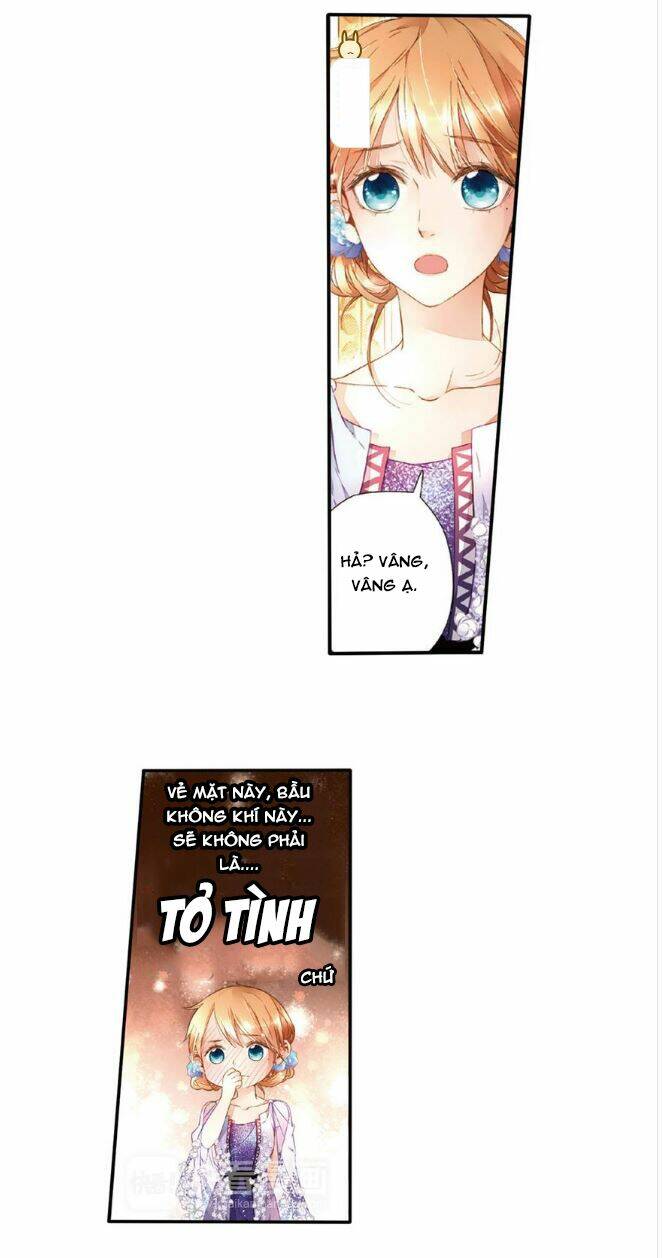 HẢ? VÂNG,
VÂNG Ạ.
VẺ MẶT NÀY, BẦU
KHÔNG KHÍ NÀY...
SẼ KHÔNG PHẢI
LÀ....
TỎ TÌNH
CHỨ